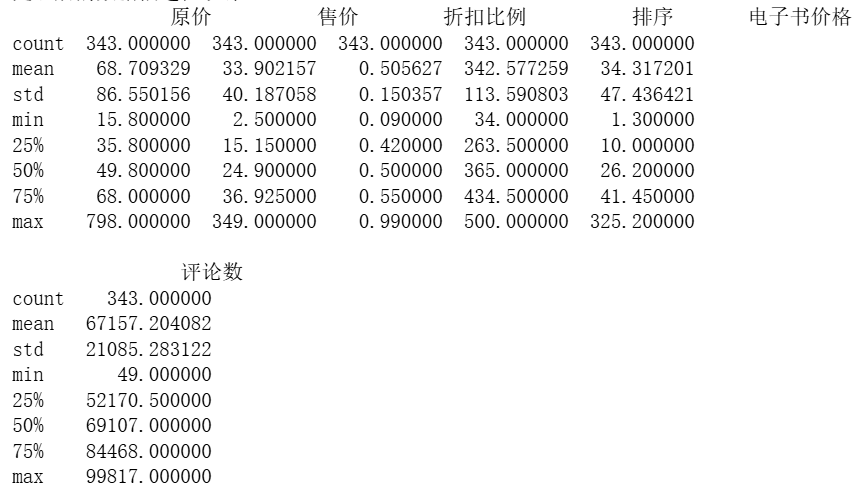 原价 售价 折扣比例 排序 电子书价格
count 343.000000 343.000000 343.000000 343.000000 343.000000
mean 68.709329 33.902157 0.505627 342.577259 34.317201
std 86.550156 40.187058 0.150357 113.590803 47.436421
min 15.800000 2.500000 0.090000 34.000000 1.300000
25% 35.800000 15.150000 0.420000 263.500000 10.000000
50% 49.800000 24.900000 0.500000 365.000000 26.200000
75% 68.000000 36.925000 0.550000 434.500000 41.450000
max 798.000000 349.000000 0.990000 500.000000 325.200000
评论数
count 343.000000
mean 67157.204082
std 21085.283122
min 49.000000
25% 52170.500000
50% 69107.000000
75% 84468.000000
max 99817.000000